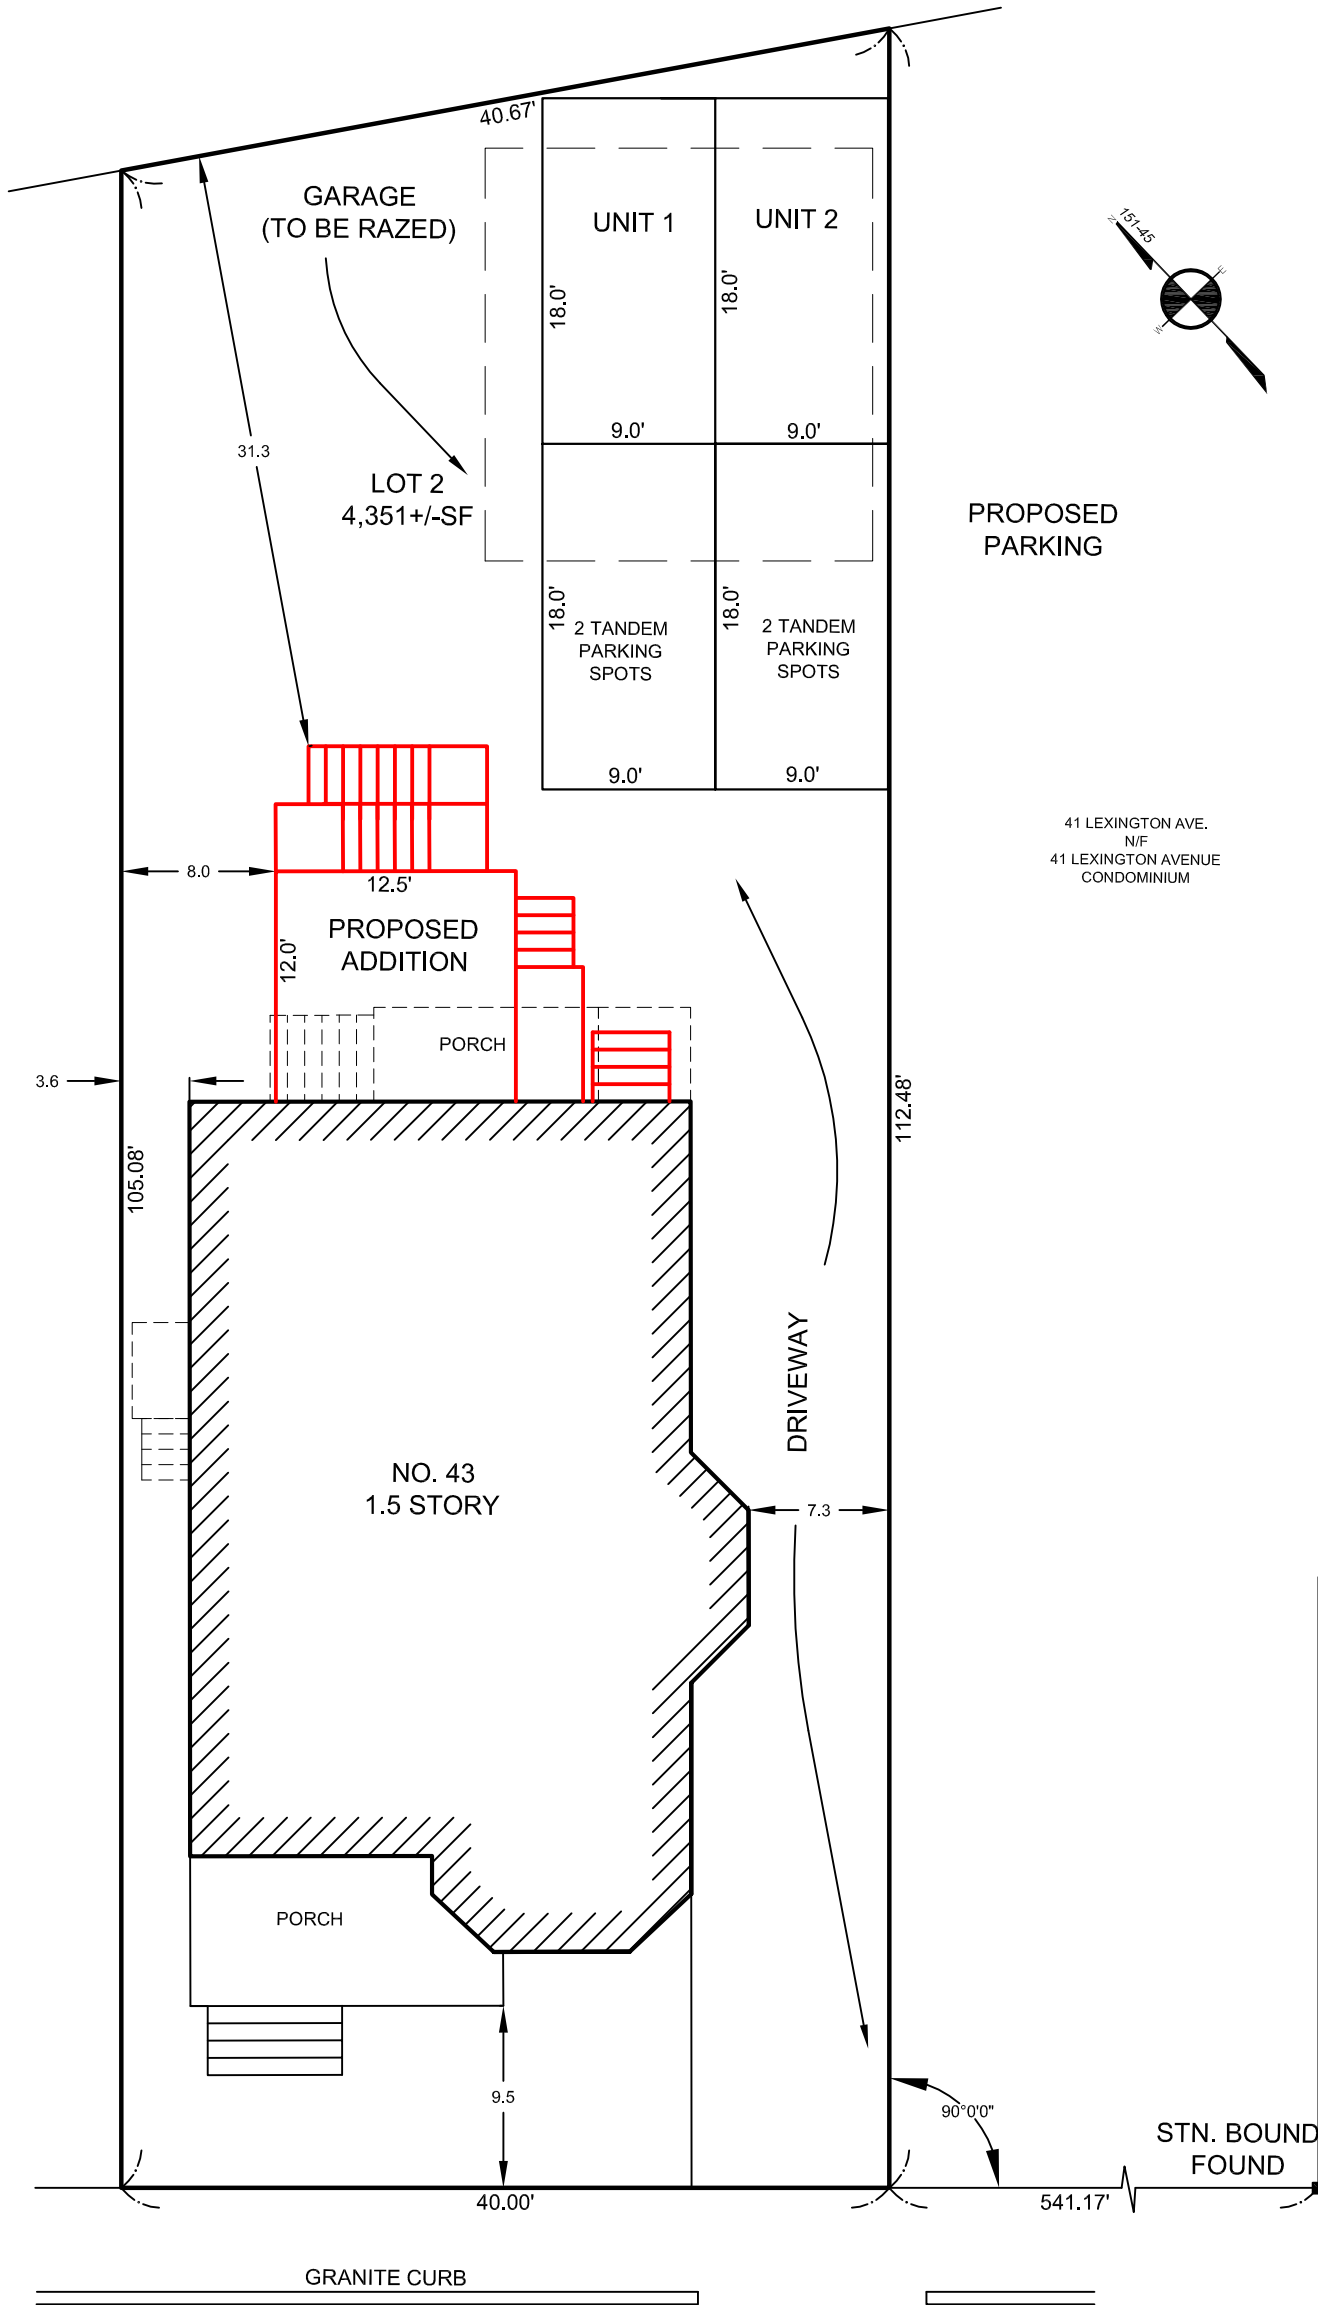 40.67'
GARAGE
(TO BE RAZED)
UNIT 1
UNIT 2
151-45
N
E
W
18.0'
18.0'
9.0'
9.0'
31.3
LOT 2
4,351+/-SF
PROPOSED
PARKING
18.0'
18.0'
2 TANDEM
PARKING
SPOTS
2 TANDEM
PARKING
SPOTS
9.0'
9.0'
41 LEXINGTON AVE.
N/F
41 LEXINGTON AVENUE
CONDOMINIUM
8.0
12.5'
PROPOSED
ADDITION
12.0'
PORCH
3.6
112.48'
105.08'
DRIVEWAY
NO. 43
1.5 STORY
7.3
PORCH
9.5
90°0'0"
STN. BOUND
FOUND
40.00'
541.17'
GRANITE CURB